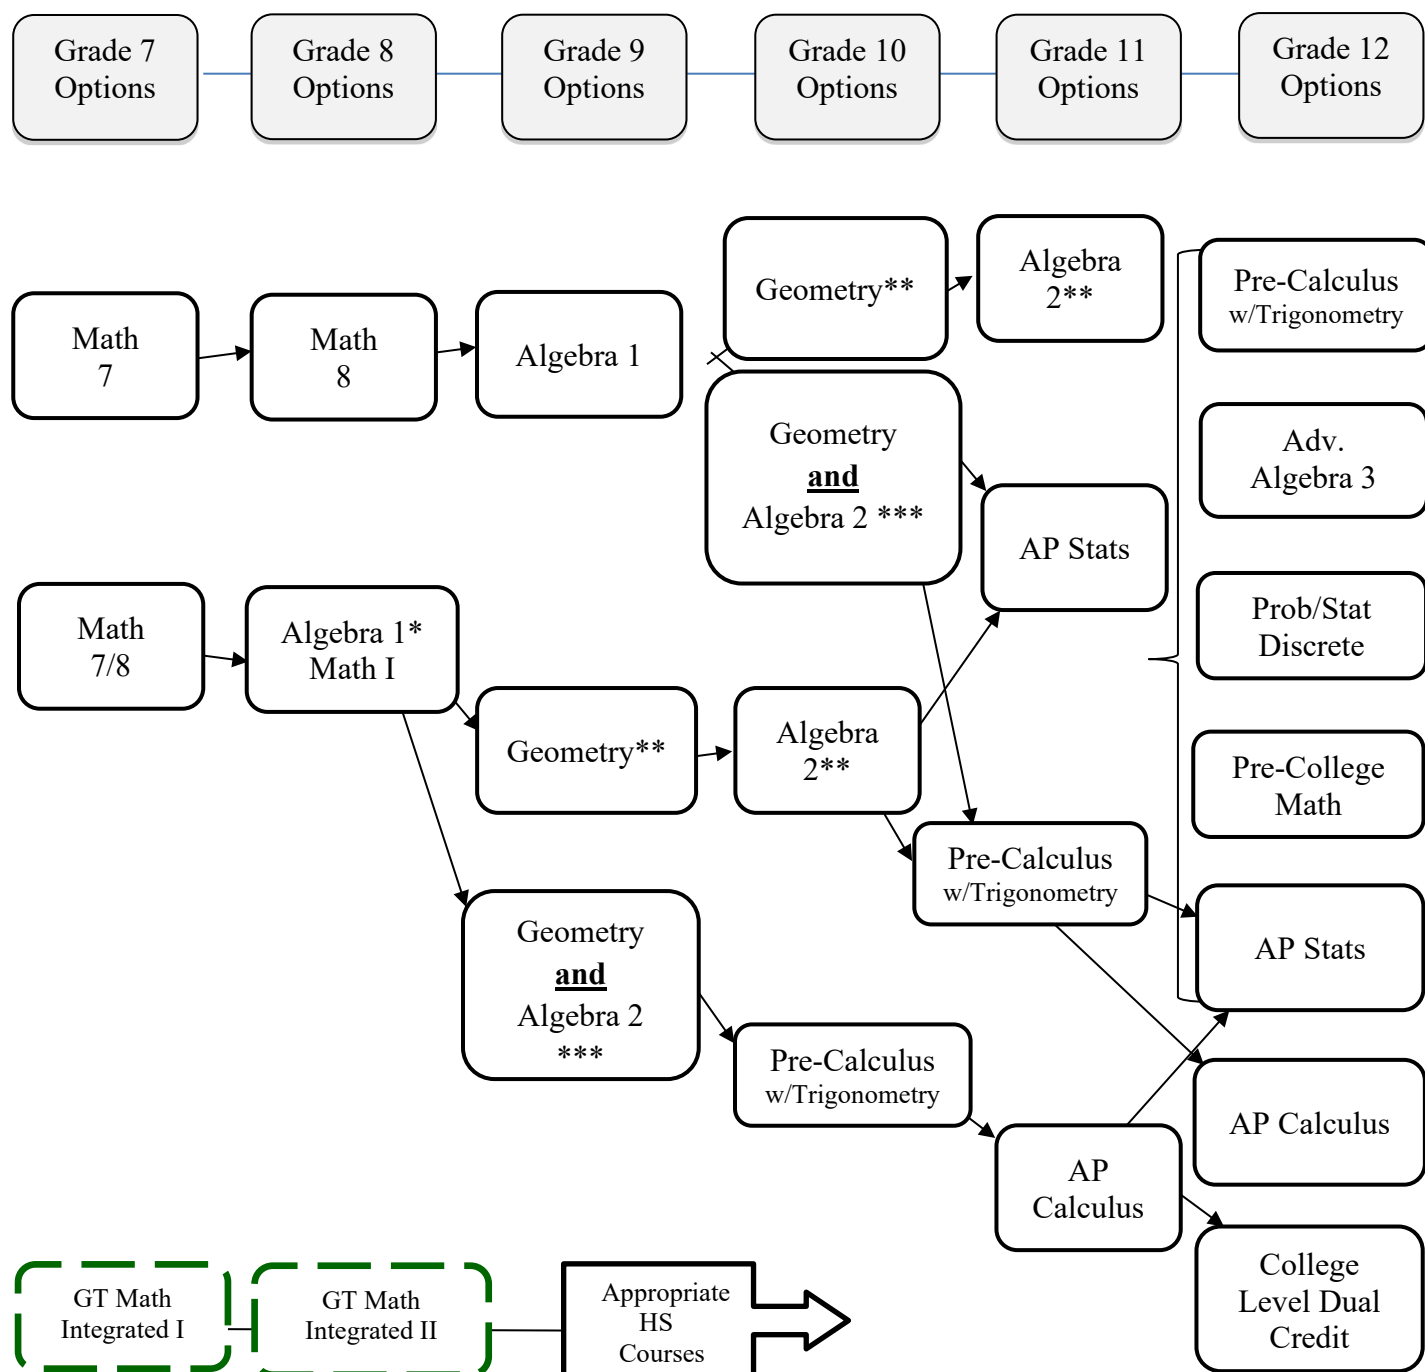 Grade 7
Options
Grade 8
Options
Grade 9
Options
Grade 10
Options
Grade 11
Options
Grade 12
Options
Math
7
Math
8
Algebra 1
Geometry**
Algebra
2**
Pre-Calculus
w/Trigonometry
Geometry
and
Algebra 2 ***
Adv.
Algebra 3
AP Stats
Math
7/8
Algebra 1*
Math I
Prob/Stat
Discrete
Geometry**
Algebra
2**
Pre-College
Math
Pre-Calculus
w/Trigonometry
Geometry
and
Algebra 2
***
AP Stats
Pre-Calculus
w/Trigonometry
AP Calculus
AP
Calculus
College
Level Dual
Credit
GT Math
Integrated I
GT Math
Integrated II
Appropriate
HS
Courses